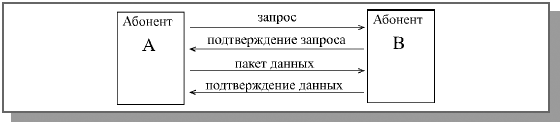 Абонент
A
запрос
подтверждение запроса
пакет данных
подтверждение данных
Абонент
B